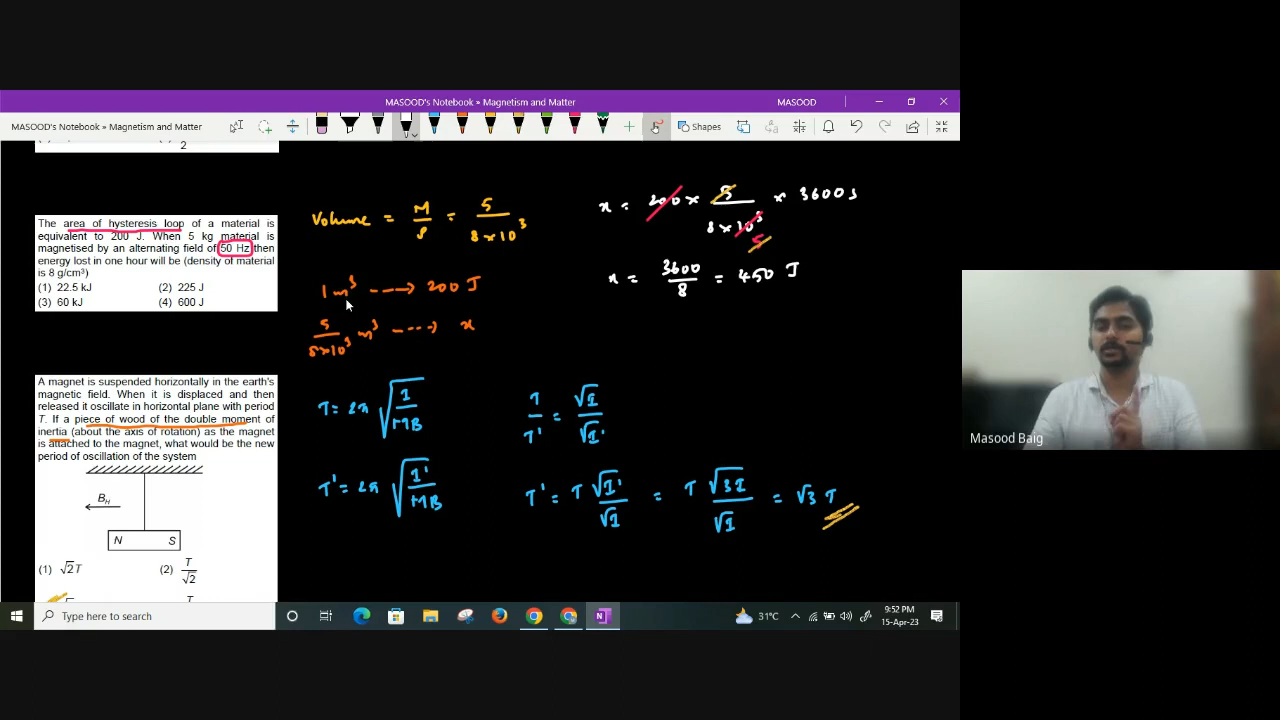 MASOOD's Notebook » Magnetism and Matter
MASOOD
MASOOD's Notebook » Magnetism and Matter
Shapes
2
The area of hysteresis loop of a material is
equivalent to 200 J. When 5 kg material is
magnetised by an alternating field of 50 Hz then
energy lost in one hour will be (density of material
is 8 g/cm³)
(1) 22.5 kJ (2) 225 J
(3) 60 kJ (4) 600 J
Volume = M/ρ = 5/8×10³
1 m³ ----> 200 J
5/8×10³ m³ ----> x
x = 200 × 5/8×10³ × 3600 J
5
x = 3600/8 = 450 J
A magnet is suspended horizontally in the earth's
magnetic field. When it is displaced and then
released it oscillate in horizontal plane with period
T. If a piece of wood of the double moment of
inertia (about the axis of rotation) as the magnet
is attached to the magnet, what would be the new
period of oscillation of the system
B_H
N S
(1) √2 T (2) T/√2
T = 2π √(I/MB)
T/T' = √I/√I'
T' = 2π √(I'/MB)
T' = T √I'/√I = T √3I/√I = √3 T
Masood Baig
Type here to search
31°C
9:52 PM
15-Apr-23